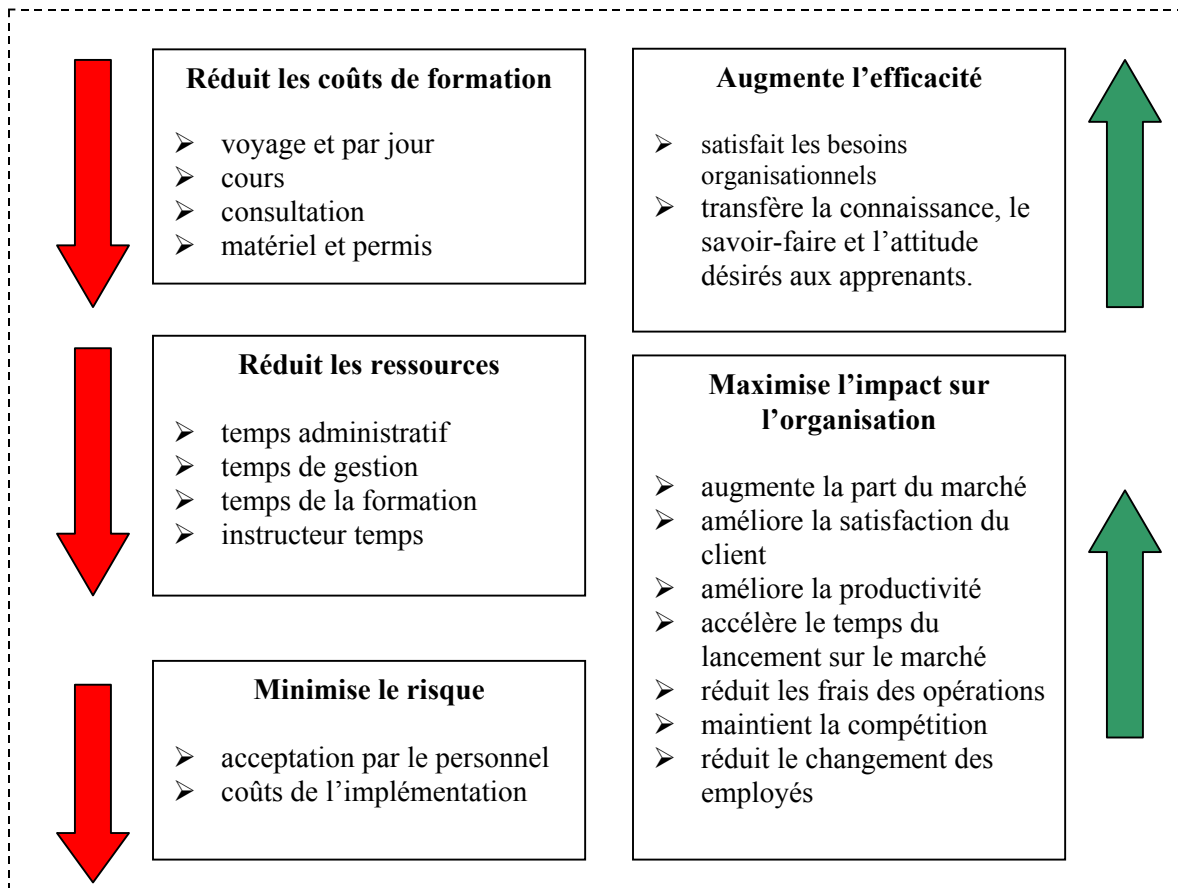 Réduit les coûts de formation
➢ voyage et par jour
➢ cours
➢ consultation
➢ matériel et permis
Réduit les ressources
➢ temps administratif
➢ temps de gestion
➢ temps de la formation
➢ instructeur temps
Minimise le risque
➢ acceptation par le personnel
➢ coûts de l’implémentation
Augmente l’efficacité
➢ satisfait les besoins
organisationnels
➢ transfère la connaissance, le
savoir-faire et l’attitude
désirés aux apprenants.
Maximise l’impact sur
l’organisation
➢ augmente la part du marché
➢ améliore la satisfaction du
client
➢ améliore la productivité
➢ accélère le temps du
lancement sur le marché
➢ réduit les frais des opérations
➢ maintient la compétition
➢ réduit le changement des
employés